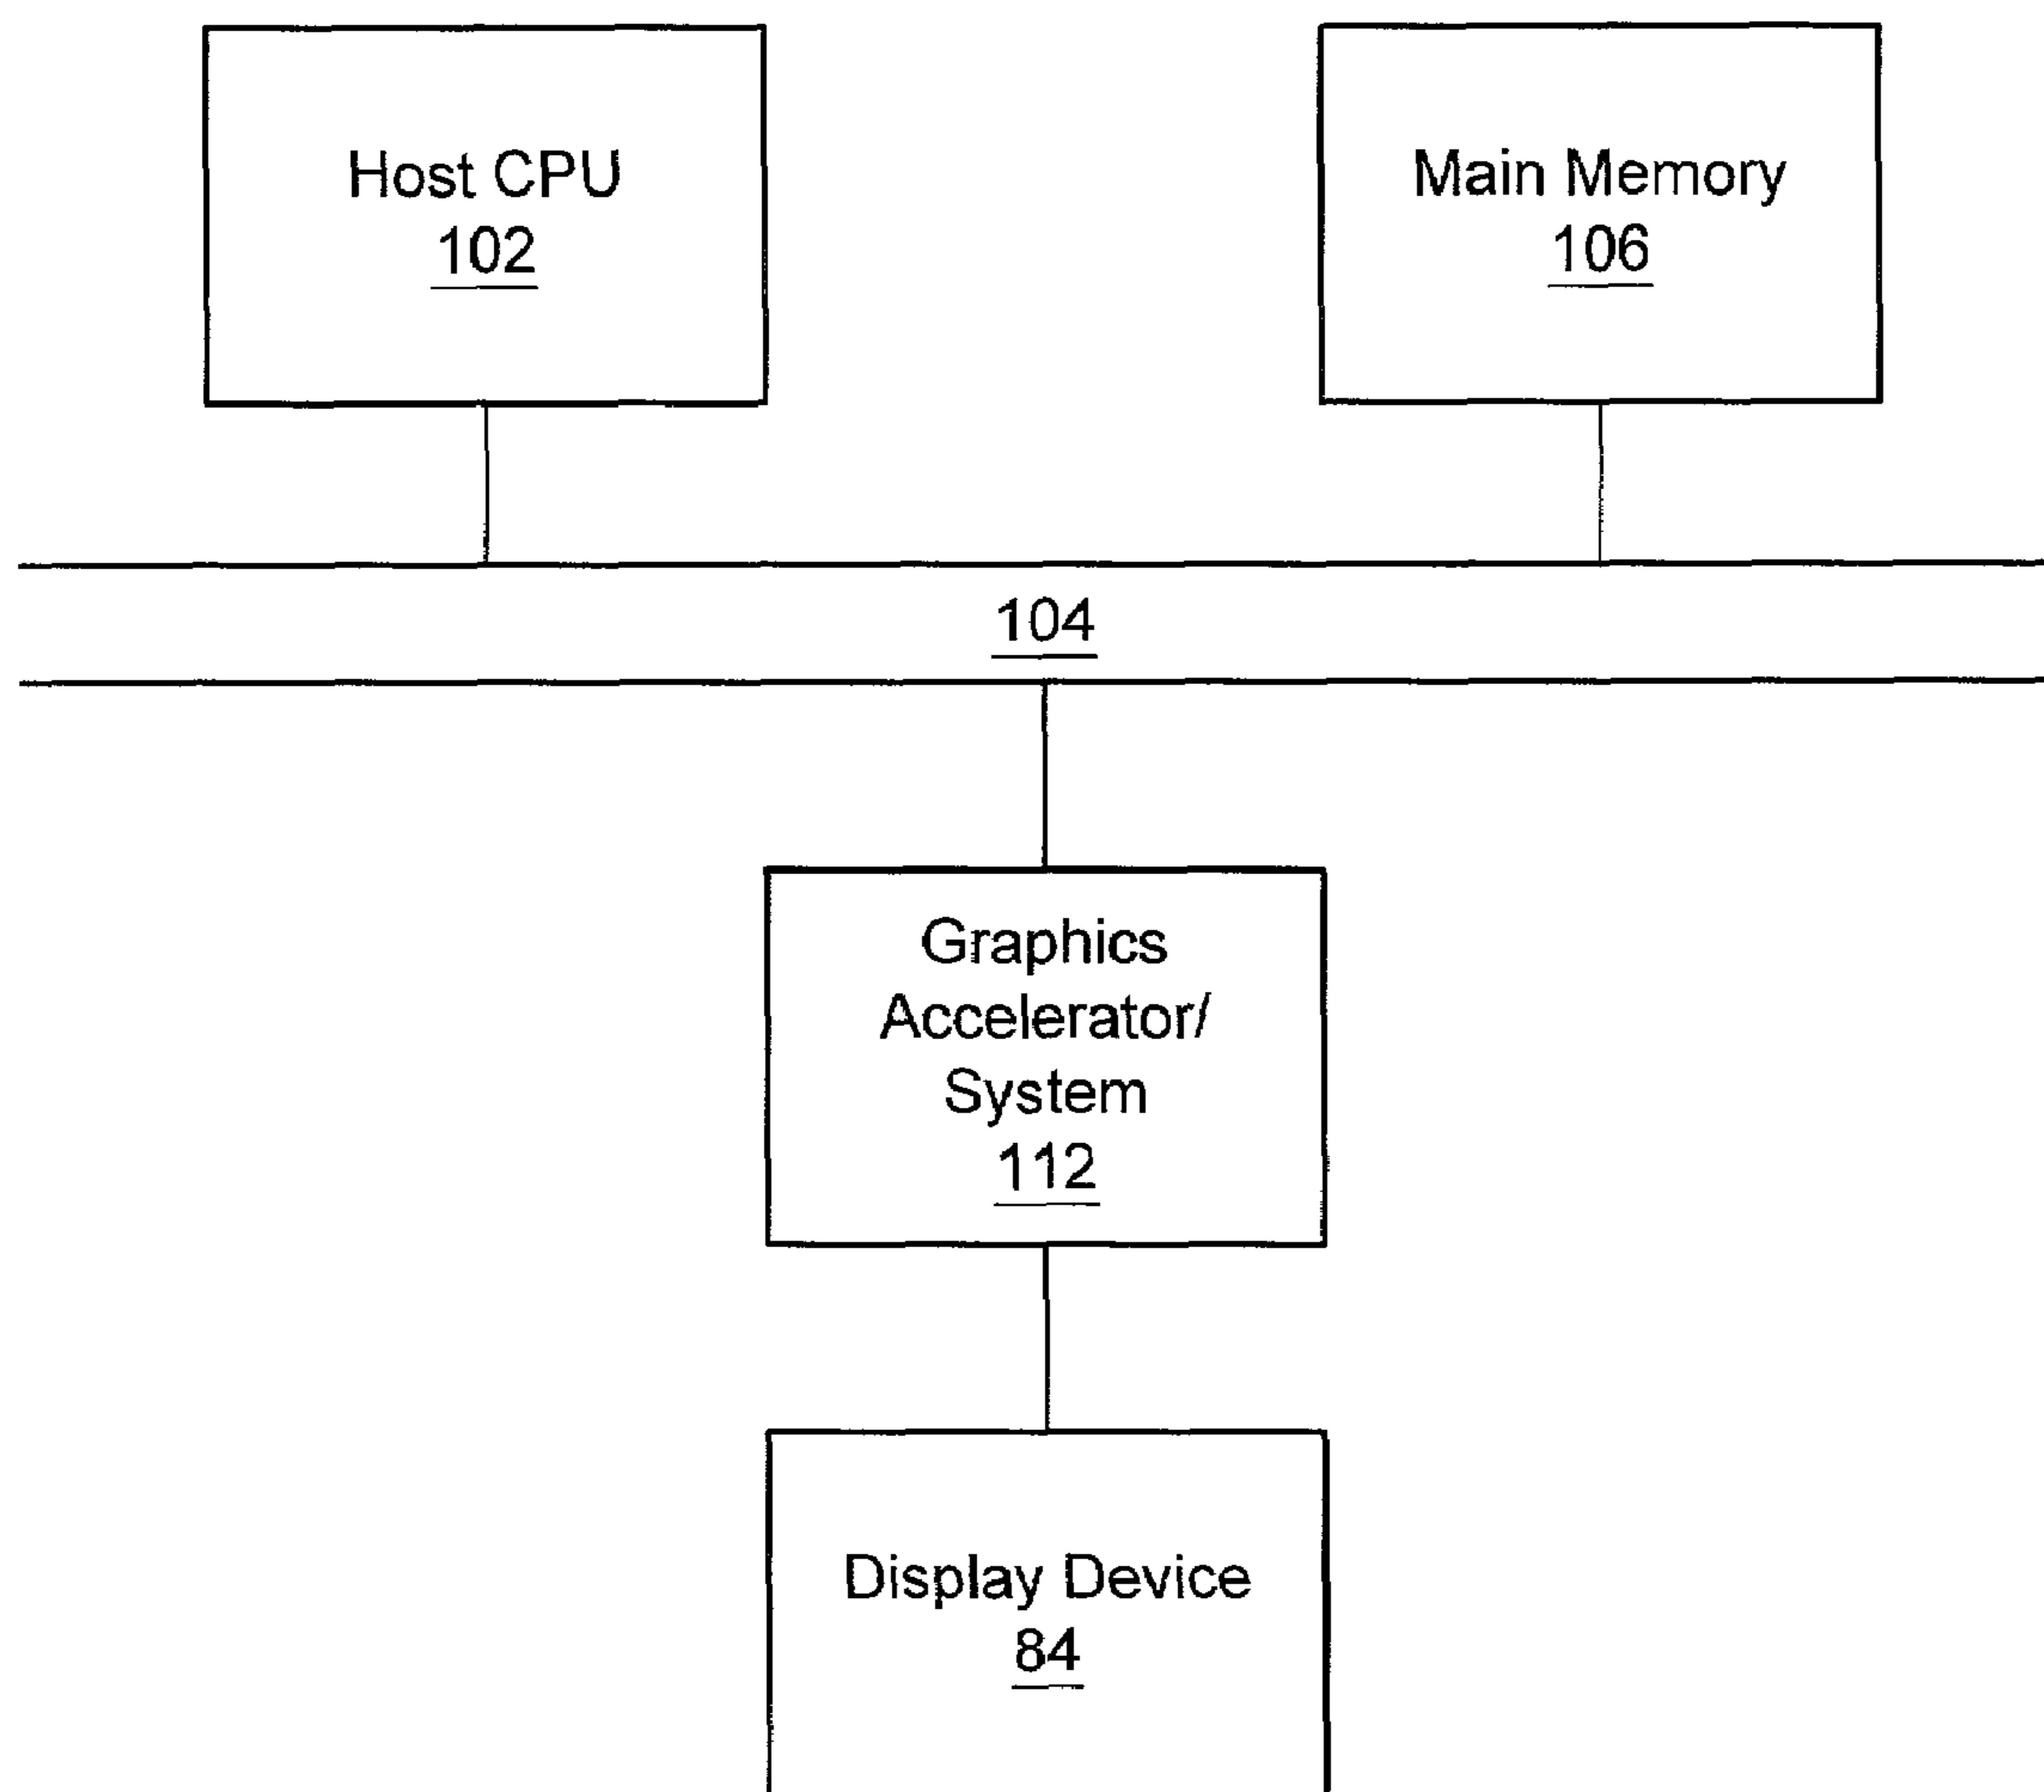 Host CPU
102
Main Memory
106
104
Graphics
Accelerator/
System
112
Display Device
84